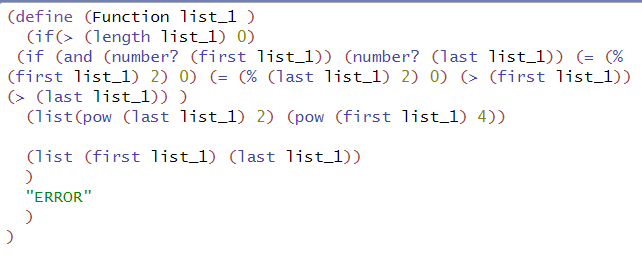 (define (Function list_1 )
(if(> (length list_1) 0)
(if (and (number? (first list_1)) (number? (last list_1)) (= (%
(first list_1) 2) 0) (= (% (last list_1) 2) 0) (> (first list_1))
(> (last list_1)) )
(list(pow (last list_1) 2) (pow (first list_1) 4))
(list (first list_1) (last list_1))
)
"ERROR"
)
)